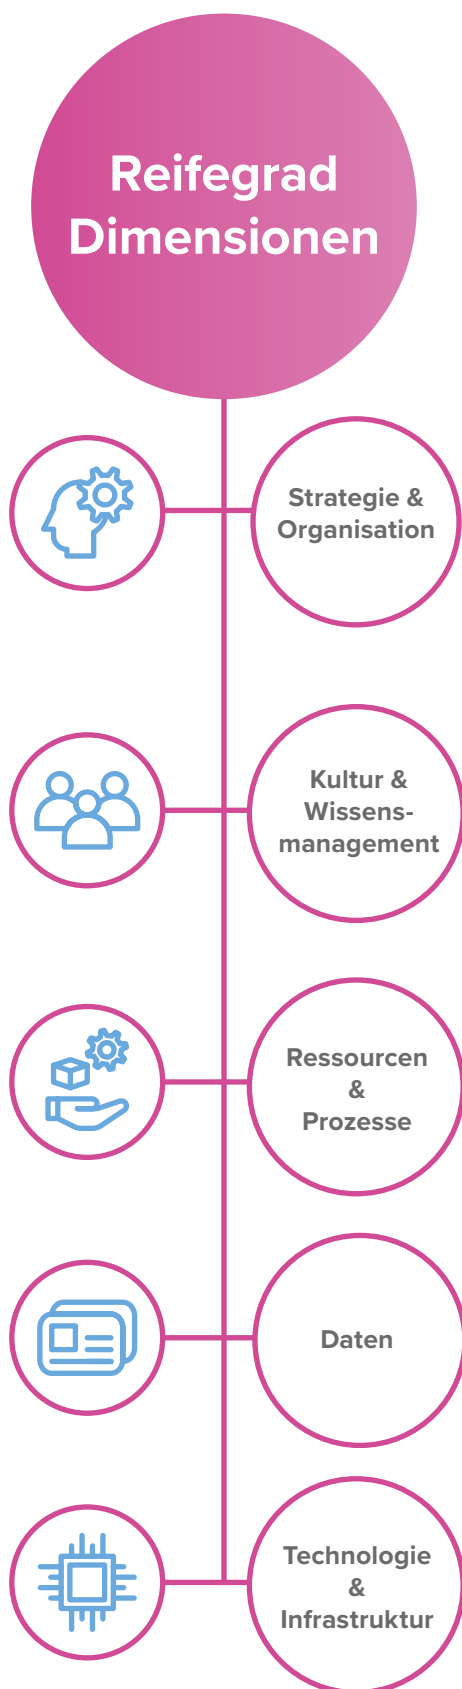 Reifegrad
Dimensionen
Strategie &
Organisation
Kultur &
Wissens-
management
Ressourcen
&
Prozesse
Daten
Technologie
&
Infrastruktur